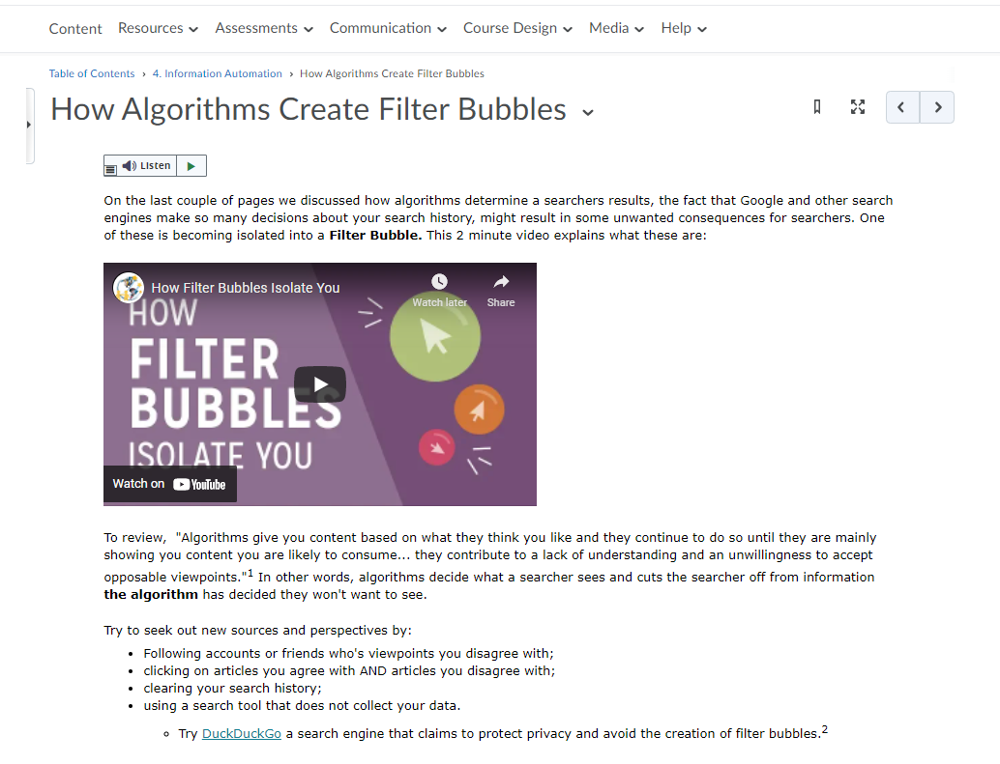 Content Resources Assessments Communication Course Design Media Help
Table of Contents › 4. Information Automation › How Algorithms Create Filter Bubbles
How Algorithms Create Filter Bubbles
Listen
On the last couple of pages we discussed how algorithms determine a searchers results, the fact that Google and other search
engines make so many decisions about your search history, might result in some unwanted consequences for searchers. One
of these is becoming isolated into a Filter Bubble. This 2 minute video explains what these are:
How Filter Bubbles Isolate You
Watch later Share
HOW
FILTER
BUBBLES
ISOLATE YOU
Watch on YouTube
To review, "Algorithms give you content based on what they think you like and they continue to do so until they are mainly
showing you content you are likely to consume... they contribute to a lack of understanding and an unwillingness to accept
opposable viewpoints."1 In other words, algorithms decide what a searcher sees and cuts the searcher off from information
the algorithm has decided they won't want to see.
Try to seek out new sources and perspectives by:
• Following accounts or friends who's viewpoints you disagree with;
• clicking on articles you agree with AND articles you disagree with;
• clearing your search history;
• using a search tool that does not collect your data.
◦ Try DuckDuckGo a search engine that claims to protect privacy and avoid the creation of filter bubbles.2